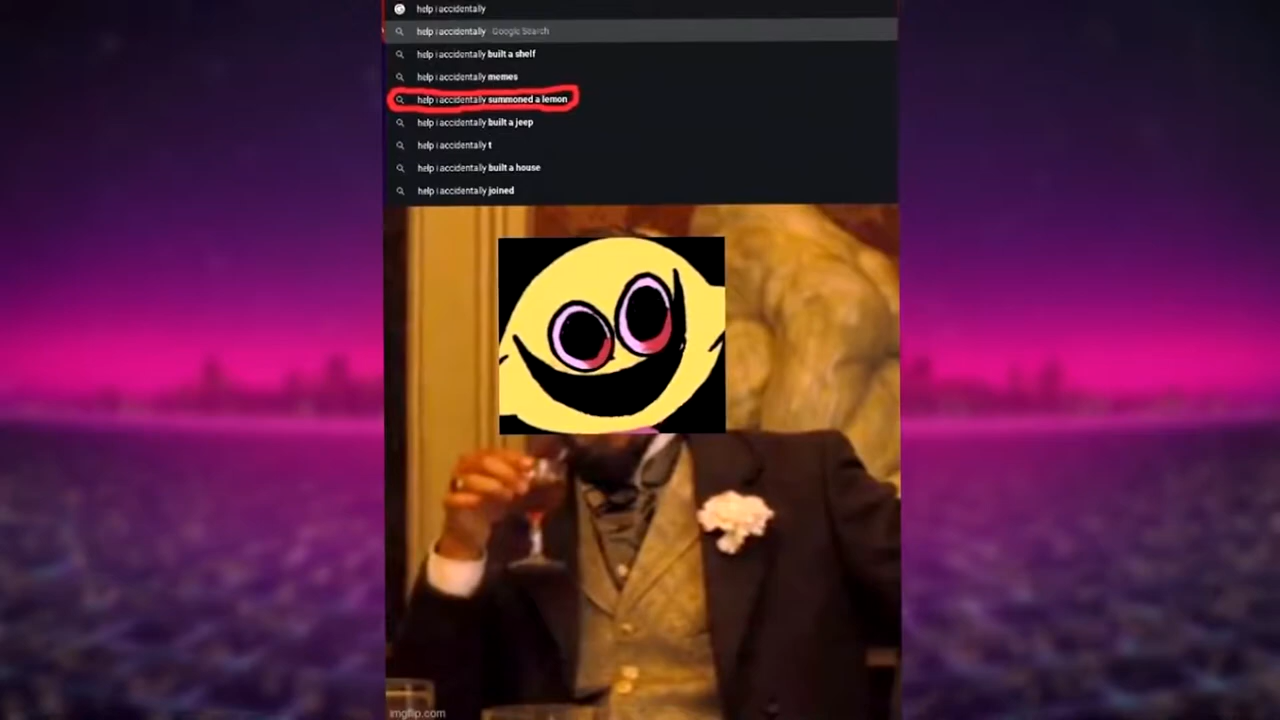 help i accidentally
help i accidentally Google Search
help i accidentally built a shelf
help i accidentally memes
help i accidentally summoned a lemon
help i accidentally built a jeep
help i accidentally t
help i accidentally built a house
help i accidentally joined
imgflip.com